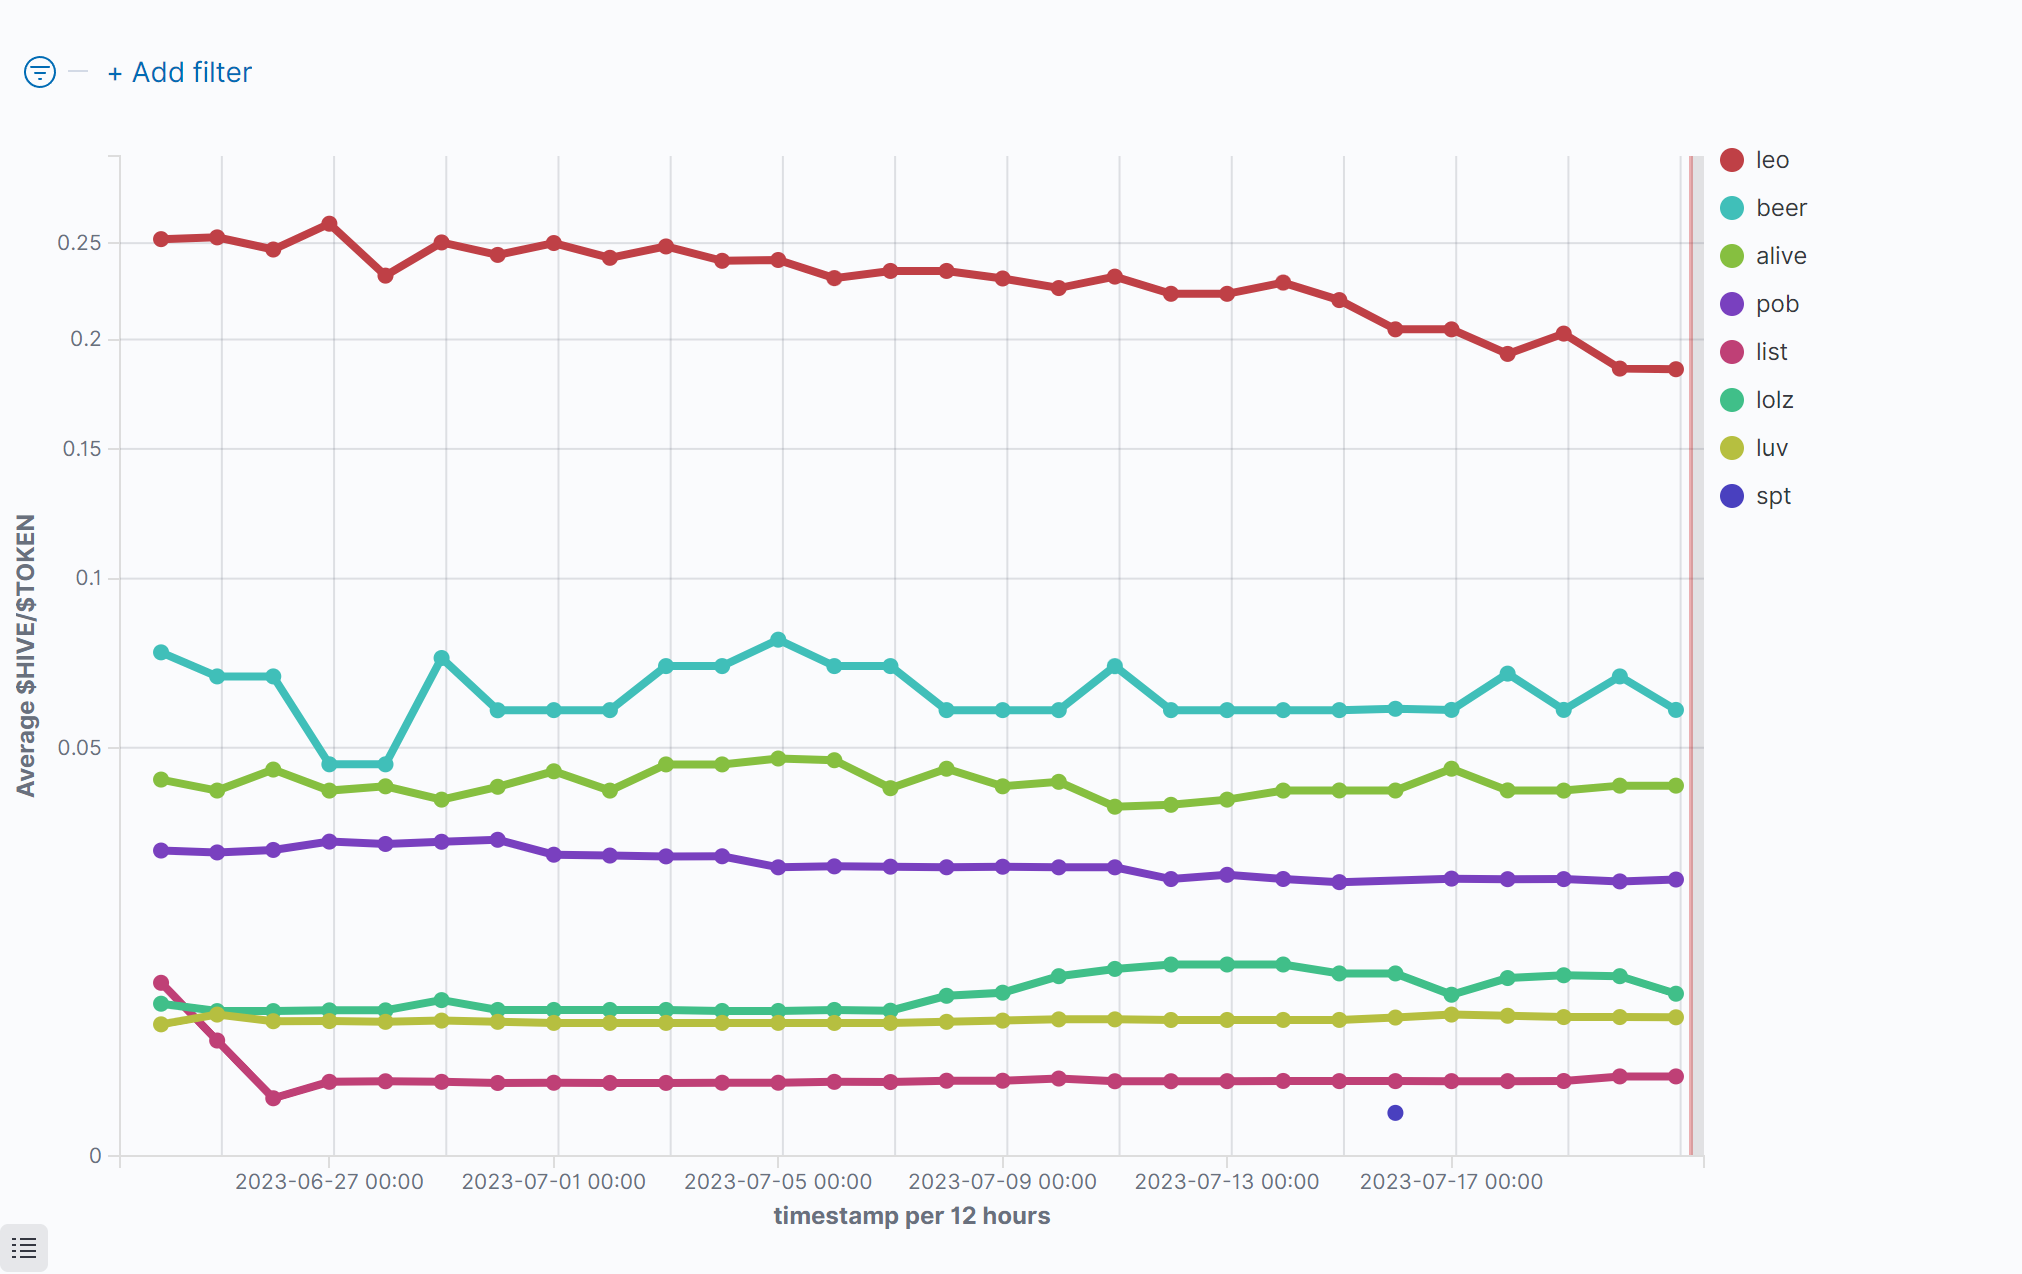 + Add filter
leo
beer
alive
pob
list
lolz
luv
spt
0.25
0.2
0.15
0.1
0.05
0
Average $HIVE/$TOKEN
2023-06-27 00:00 2023-07-01 00:00 2023-07-05 00:00 2023-07-09 00:00 2023-07-13 00:00 2023-07-17 00:00
timestamp per 12 hours